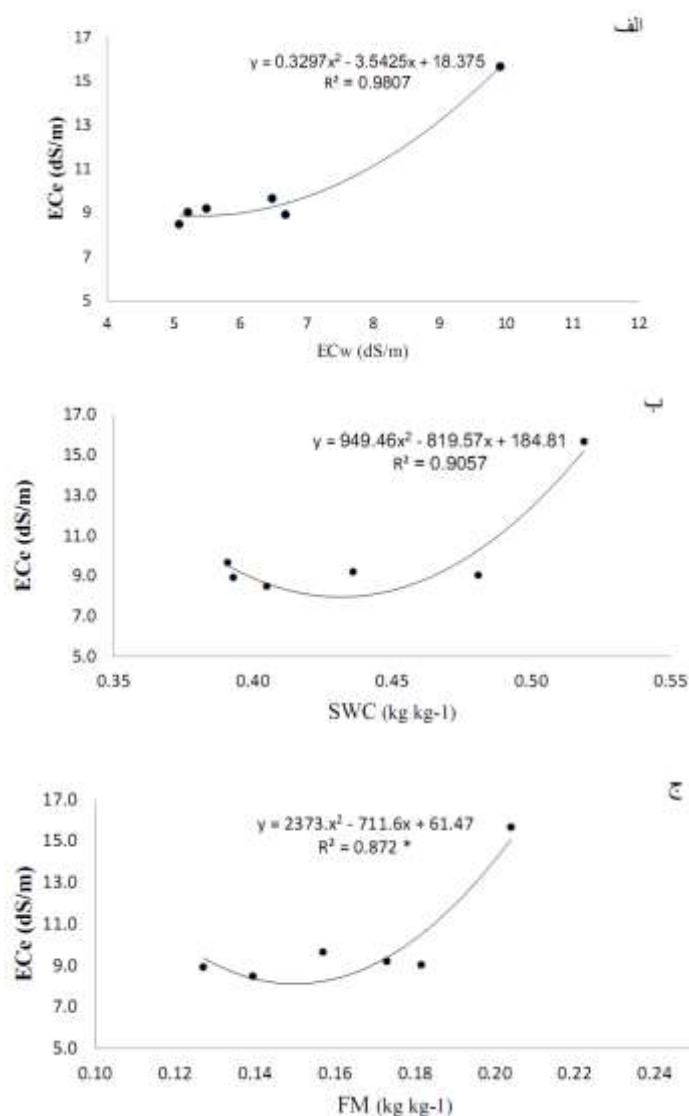 الف
17
15
13
11
9
7
5
y = 0.3297x² - 3.5425x + 18.375
R² = 0.9807
ECe (dS/m)
4 5 6 7 8 9 10 11 12
ECw (dS/m)
ب
17.0
15.0
13.0
11.0
9.0
7.0
5.0
y = 949.46x² - 819.57x + 184.81
R² = 0.9057
ECe (dS/m)
0.35 0.40 0.45 0.50 0.55
SWC (kg kg-1)
ج
17.0
15.0
13.0
11.0
9.0
7.0
5.0
y = 2373.x² - 711.6x + 61.47
R² = 0.872 *
ECe (dS/m)
0.10 0.12 0.14 0.16 0.18 0.20 0.22 0.24
FM (kg kg-1)